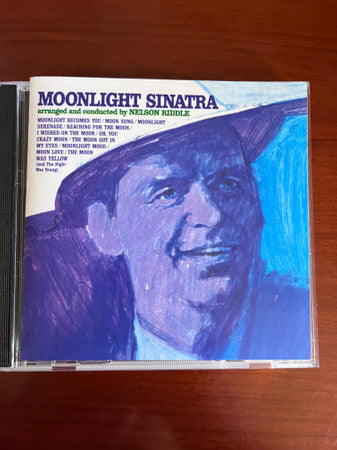 MOONLIGHT SINATRA
arranged and conducted by NELSON RIDDLE
MOONLIGHT BECOMES YOU / MOON SONG / MOONLIGHT
SERENADE / REACHING FOR THE MOON /
I WISHED ON THE MOON / OH, YOU
CRAZY MOON / THE MOON GOT IN
MY EYES / MOONLIGHT MOOD /
MOON LOVE / THE MOON
WAS YELLOW
(And The Night
Was Young)